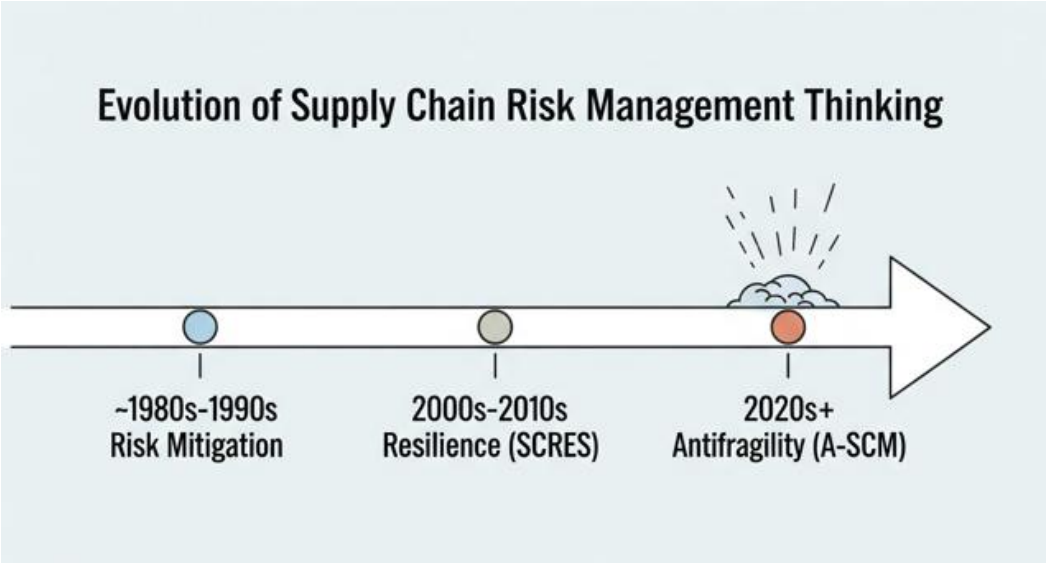 Evolution of Supply Chain Risk Management Thinking
~1980s-1990s
Risk Mitigation
2000s-2010s
Resilience (SCRES)
2020s+
Antifragility (A-SCM)